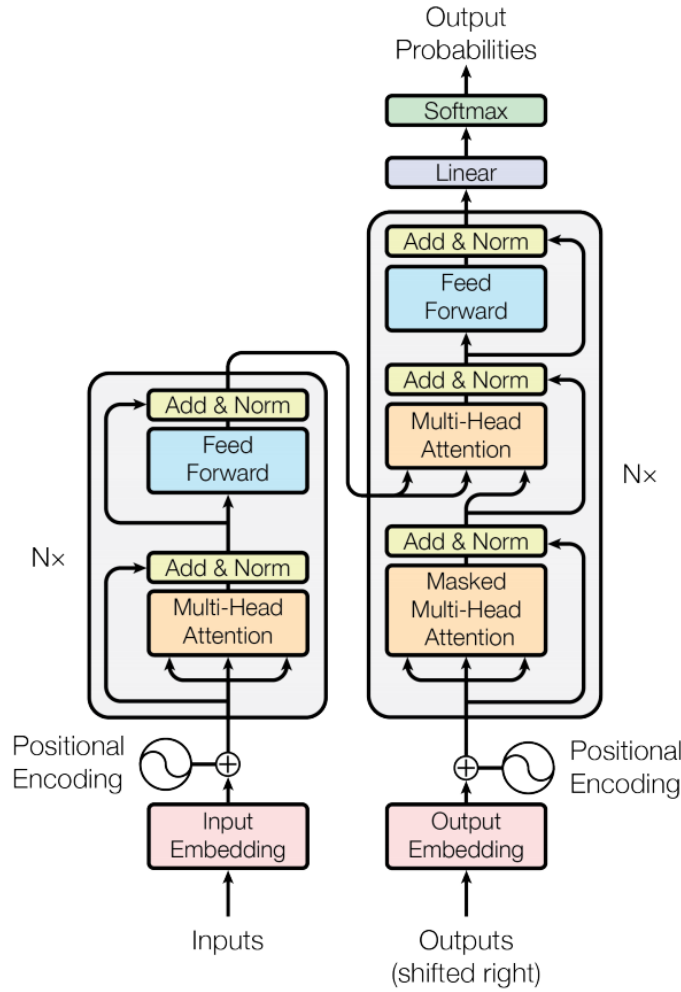 Output
Probabilities
Softmax
Linear
Add & Norm
Feed
Forward
Add & Norm
Multi-Head
Attention
Add & Norm
Masked
Multi-Head
Attention
Nx
Add & Norm
Feed
Forward
Add & Norm
Multi-Head
Attention
Nx
Positional
Encoding
Positional
Encoding
Input
Embedding
Output
Embedding
Inputs
Outputs
(shifted right)